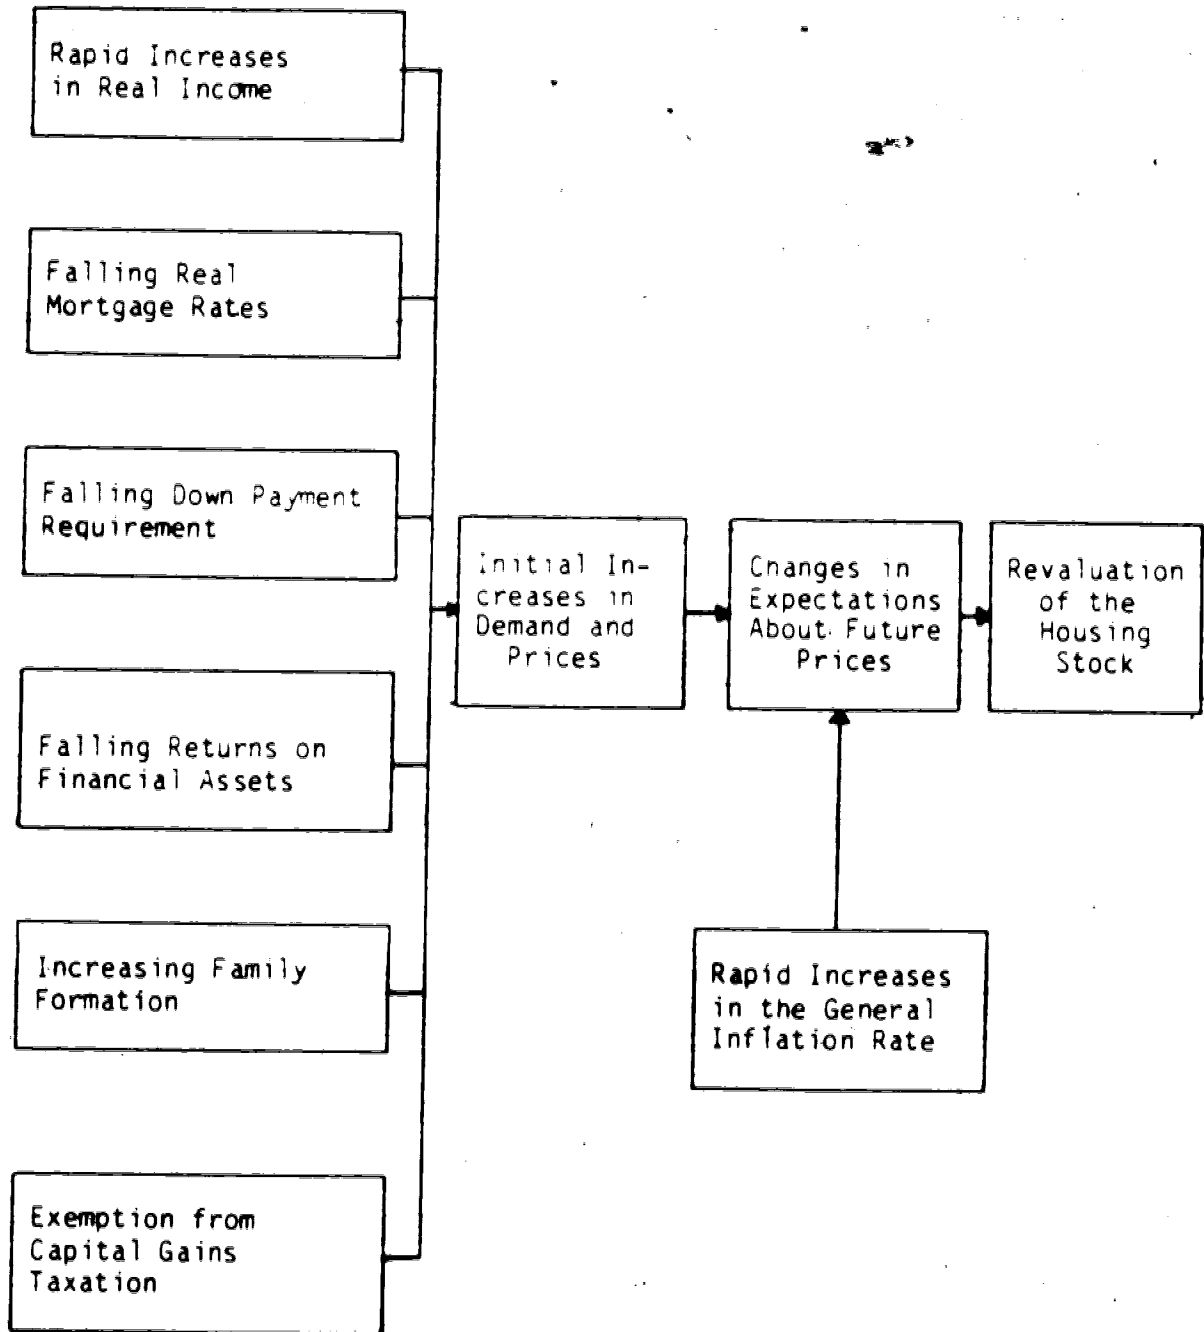 Rapid Increases
in Real Income
Falling Real
Mortgage Rates
Falling Down Payment
Requirement
Initial In-
creases in
Demand and
Prices
Changes in
Expectations
About Future
Prices
Revaluation
of the
Housing
Stock
Falling Returns on
Financial Assets
Increasing Family
Formation
Rapid Increases
in the General
Inflation Rate
Exemption from
Capital Gains
Taxation